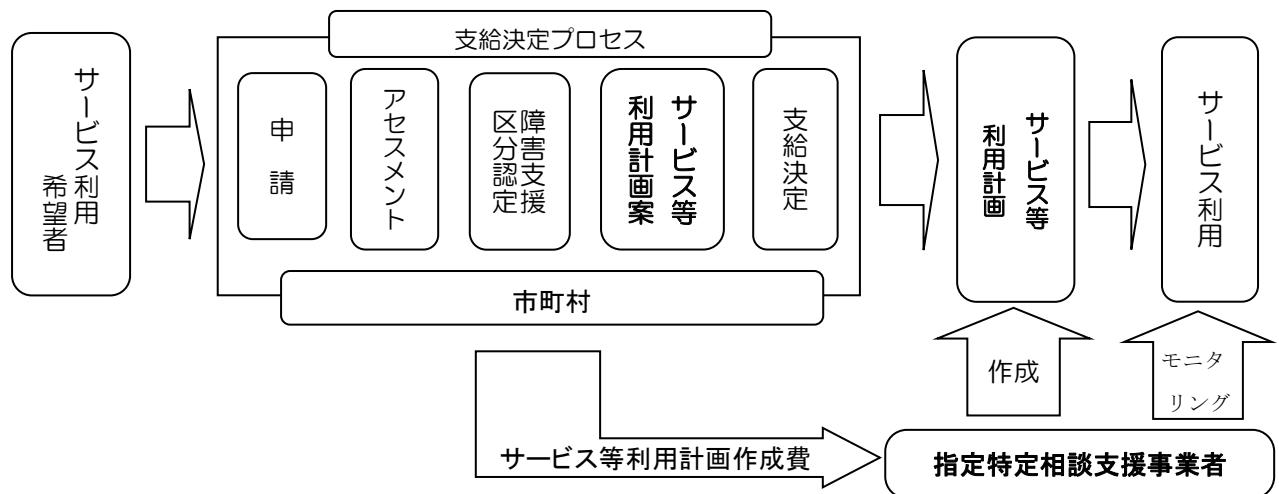 支給決定プロセス
サービス利用
希望者
申
請
アセスメント
障害支援
区分認定
サービス等
利用計画案
支給決定
サービス等
利用計画
サービス利用
市町村
作成
モニタ
リング
サービス等利用計画作成費
指定特定相談支援事業者